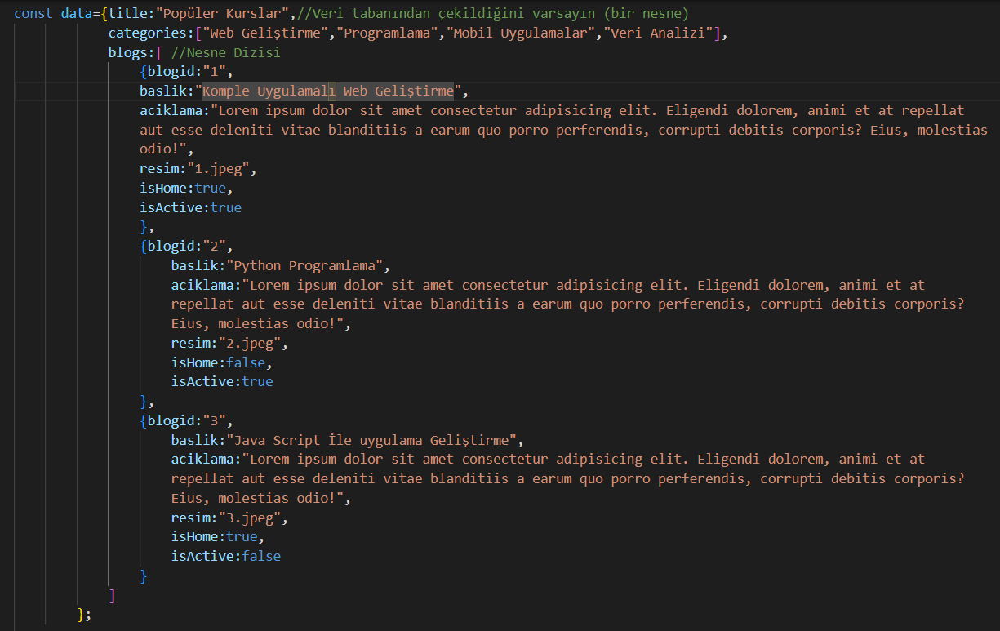 const data={title:"Popüler Kurslar",//Veri tabanından çekildiğini varsayın (bir nesne)
categories:["Web Geliştirme","Programlama","Mobil Uygulamalar","Veri Analizi"],
blogs:[ //Nesne Dizisi
{blogid:"1",
baslik:"Komple Uygulamalı Web Geliştirme",
aciklama:"Lorem ipsum dolor sit amet consectetur adipisicing elit. Eligendi dolorem, animi et at repellat
aut esse deleniti vitae blanditiis a earum quo porro perferendis, corrupti debitis corporis? Eius, molestias
odio!",
resim:"1.jpeg",
isHome:true,
isActive:true
},
{blogid:"2",
baslik:"Python Programlama",
aciklama:"Lorem ipsum dolor sit amet consectetur adipisicing elit. Eligendi dolorem, animi et at
repellat aut esse deleniti vitae blanditiis a earum quo porro perferendis, corrupti debitis corporis?
Eius, molestias odio!",
resim:"2.jpeg",
isHome:false,
isActive:true
},
{blogid:"3",
baslik:"Java Script İle uygulama Geliştirme",
aciklama:"Lorem ipsum dolor sit amet consectetur adipisicing elit. Eligendi dolorem, animi et at
repellat aut esse deleniti vitae blanditiis a earum quo porro perferendis, corrupti debitis corporis?
Eius, molestias odio!",
resim:"3.jpeg",
isHome:true,
isActive:false
}
]
};